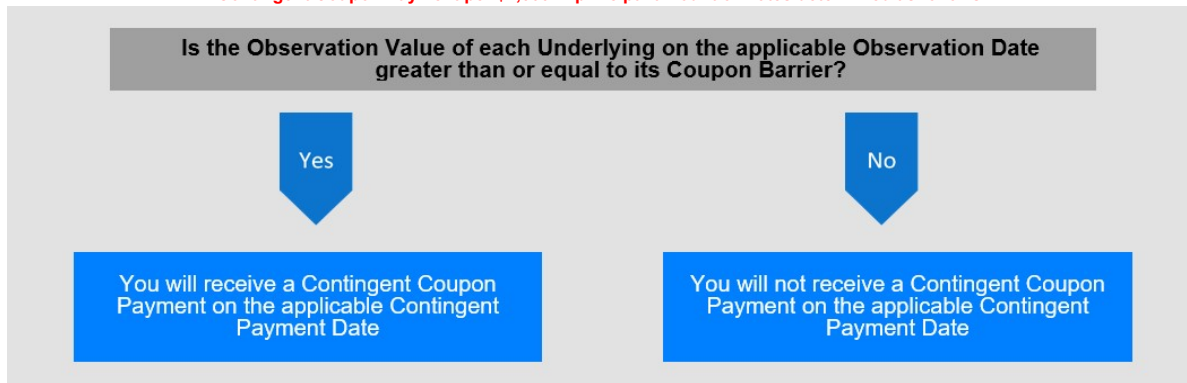 Is the Observation Value of each Underlying on the applicable Observation Date
greater than or equal to its Coupon Barrier?
Yes
No
You will receive a Contingent Coupon
Payment on the applicable Contingent
Payment Date
You will not receive a Contingent Coupon
Payment on the applicable Contingent
Payment Date